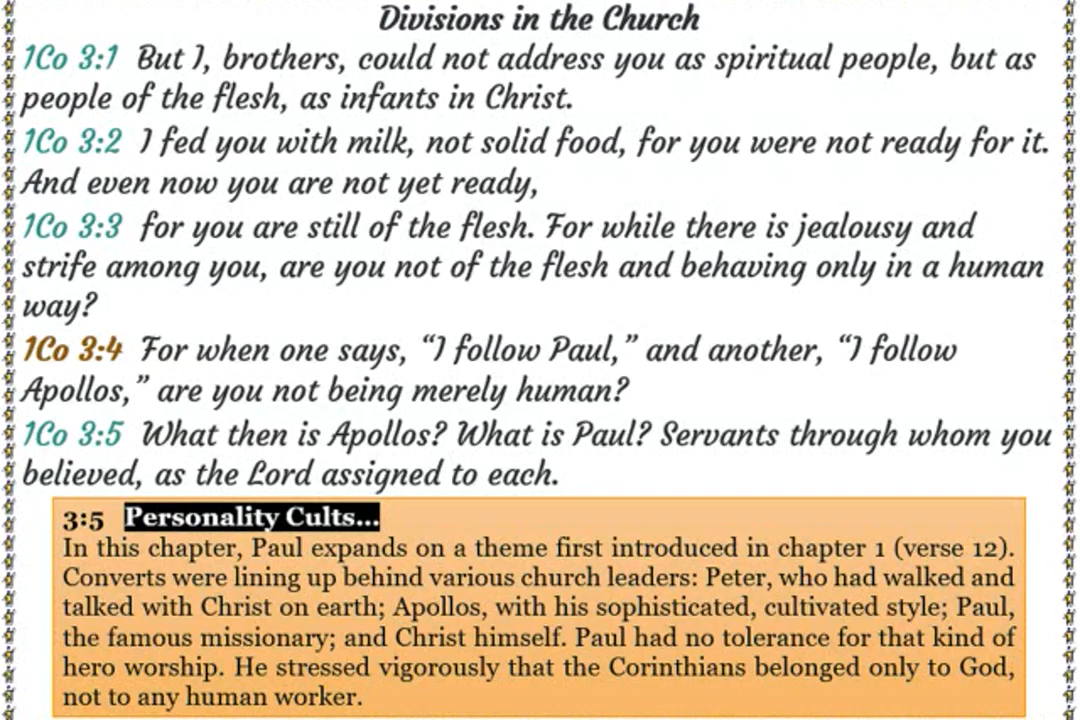 Divisions in the Church
1Co 3:1 But I, brothers, could not address you as spiritual people, but as
people of the flesh, as infants in Christ.
1Co 3:2 I fed you with milk, not solid food, for you were not ready for it.
And even now you are not yet ready,
1Co 3:3 for you are still of the flesh. For while there is jealousy and
strife among you, are you not of the flesh and behaving only in a human
way?
1Co 3:4 For when one says, “I follow Paul,” and another, “I follow
Apollos,” are you not being merely human?
1Co 3:5 What then is Apollos? What is Paul? Servants through whom you
believed, as the Lord assigned to each.
3:5 Personality Cults...
In this chapter, Paul expands on a theme first introduced in chapter 1 (verse 12).
Converts were lining up behind various church leaders: Peter, who had walked and
talked with Christ on earth; Apollos, with his sophisticated, cultivated style; Paul,
the famous missionary; and Christ himself. Paul had no tolerance for that kind of
hero worship. He stressed vigorously that the Corinthians belonged only to God,
not to any human worker.